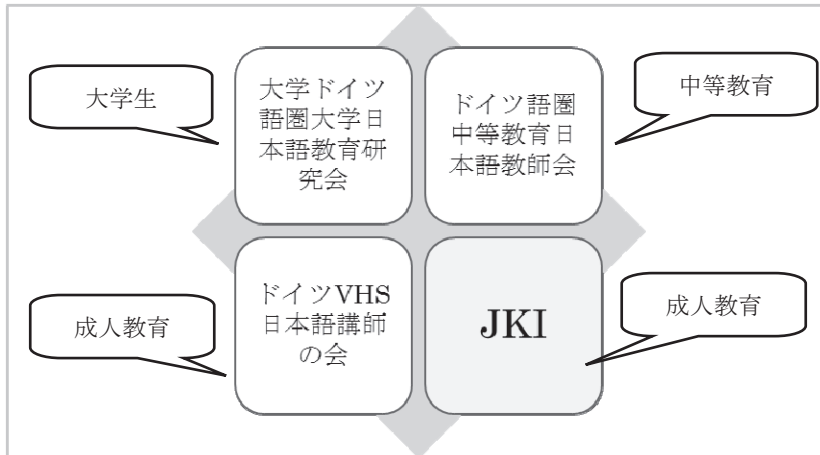 大学生
大学ドイツ
語圏大学日
本語教育研
究会
ドイツ語圏
中等教育日
本語教師会
中等教育
成人教育
ドイツVHS
日本語講師
の会
JKI
成人教育